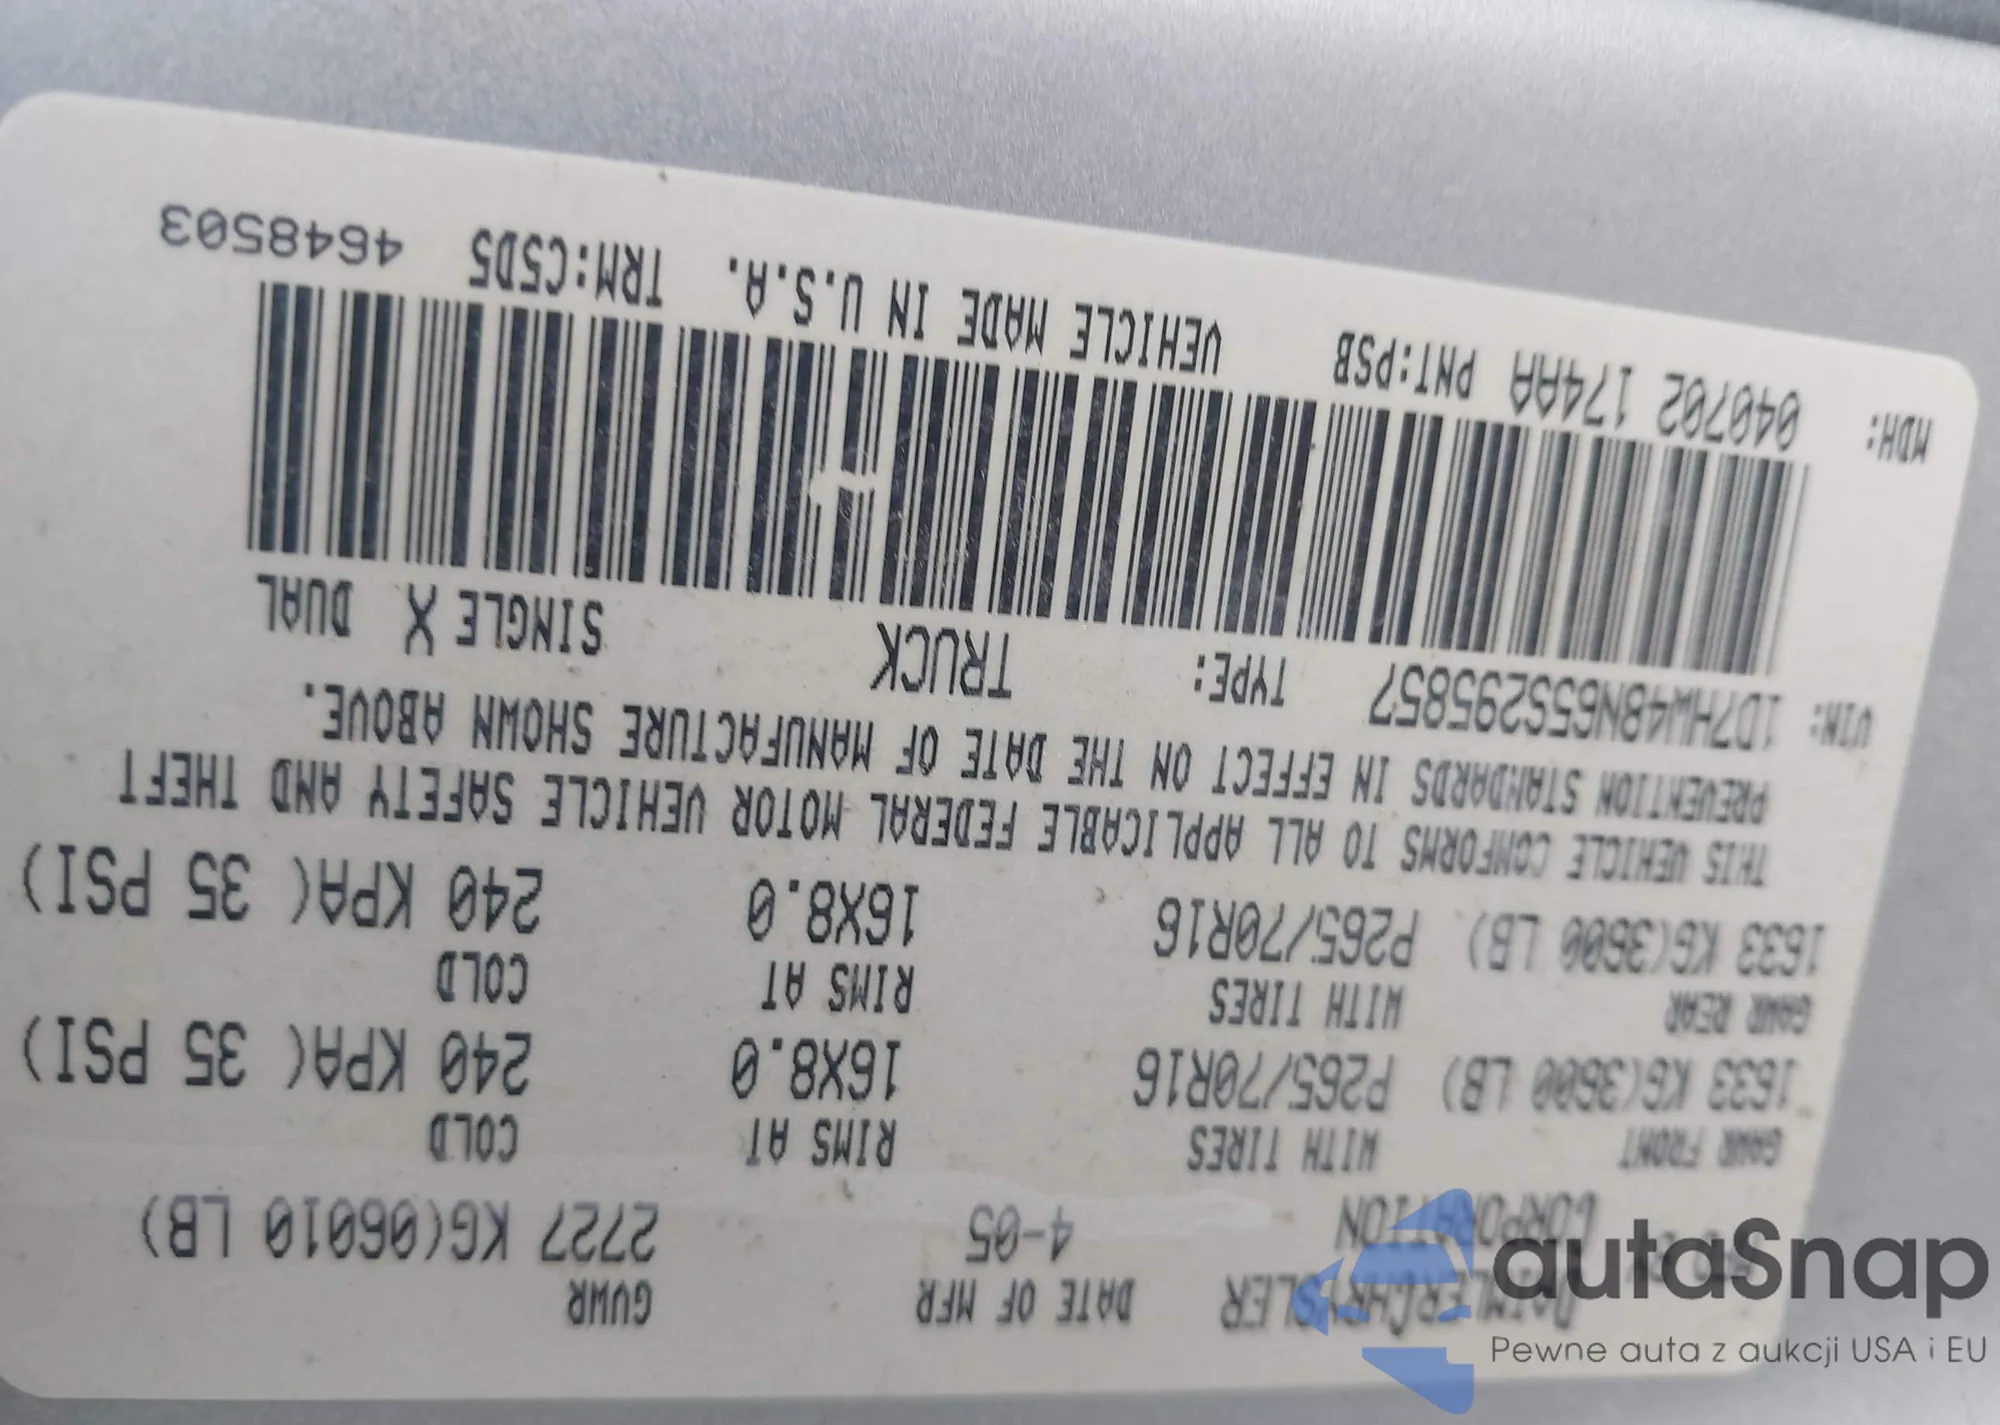 DAIMLERCHRYSLER DATE OF MFR GVWR
CORPORATION 4-05 2727 KG(06010 LB)
GAWR FRONT WITH TIRES RIMS AT COLD
1633 KG(3600 LB) P265/70R16 16X8.0 240 KPA( 35 PSI)
GAWR REAR WITH TIRES RIMS AT COLD
1633 KG(3600 LB) P265/70R16 16X8.0 240 KPA( 35 PSI)
THIS VEHICLE CONFORMS TO ALL APPLICABLE FEDERAL MOTOR VEHICLE SAFETY AND THEFT
PREVENTION STANDARDS IN EFFECT ON THE DATE OF MANUFACTURE SHOWN ABOVE.
VIN: 1D7HW48N65S295857 TYPE: TRUCK SINGLE X DUAL
MDH: 040702 174AA PNT:PSB VEHICLE MADE IN U.S.A. TRM:C5D5 4648503
autaSnap
Pewne auta z aukcji USA i EU